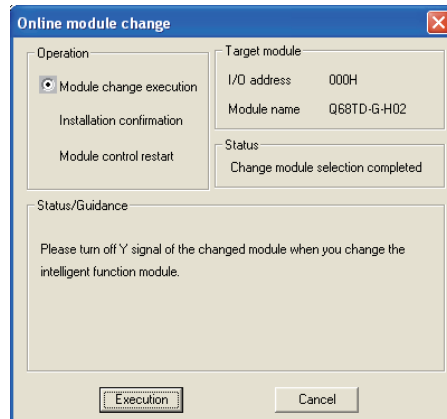 Online module change
Operation
Module change execution
Installation confirmation
Module control restart
Target module
I/O address 000H
Module name Q68TD-G-H02
Status
Change module selection completed
Status/Guidance
Please turn off Y signal of the changed module when you change the
intelligent function module.
Execution Cancel